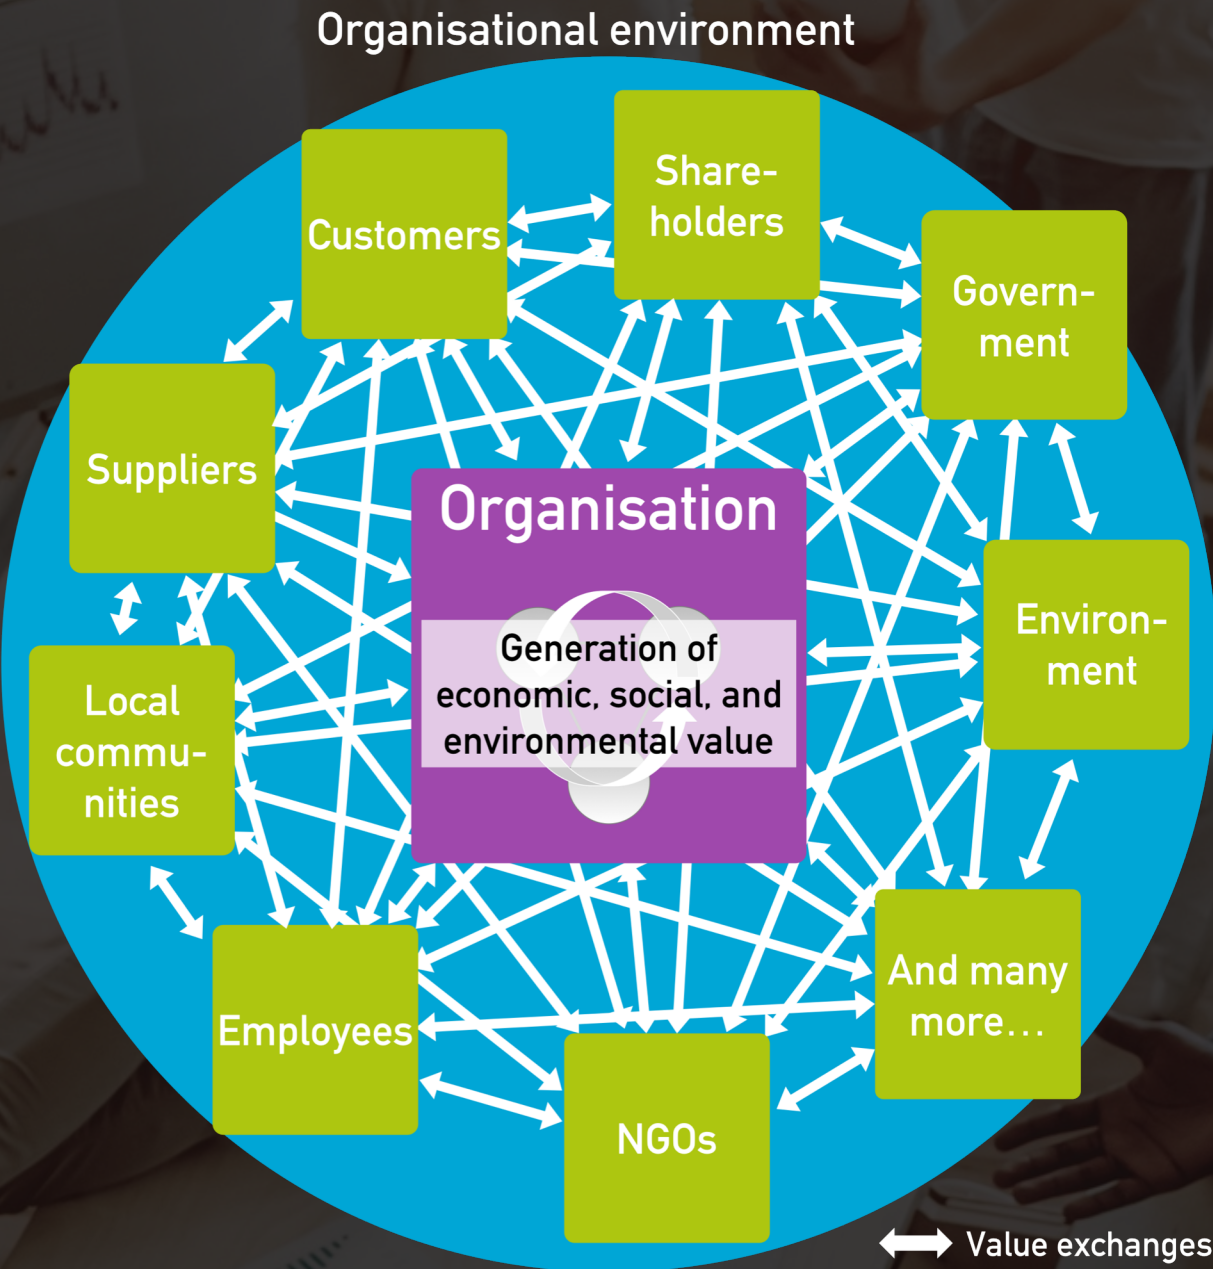 Organisational environment
Share-
holders
Customers
Govern-
ment
Suppliers
Organisation
Generation of
economic, social, and
environmental value
Environ-
ment
Local
commu-
nities
And many
more...
Employees
NGOs
Value exchanges